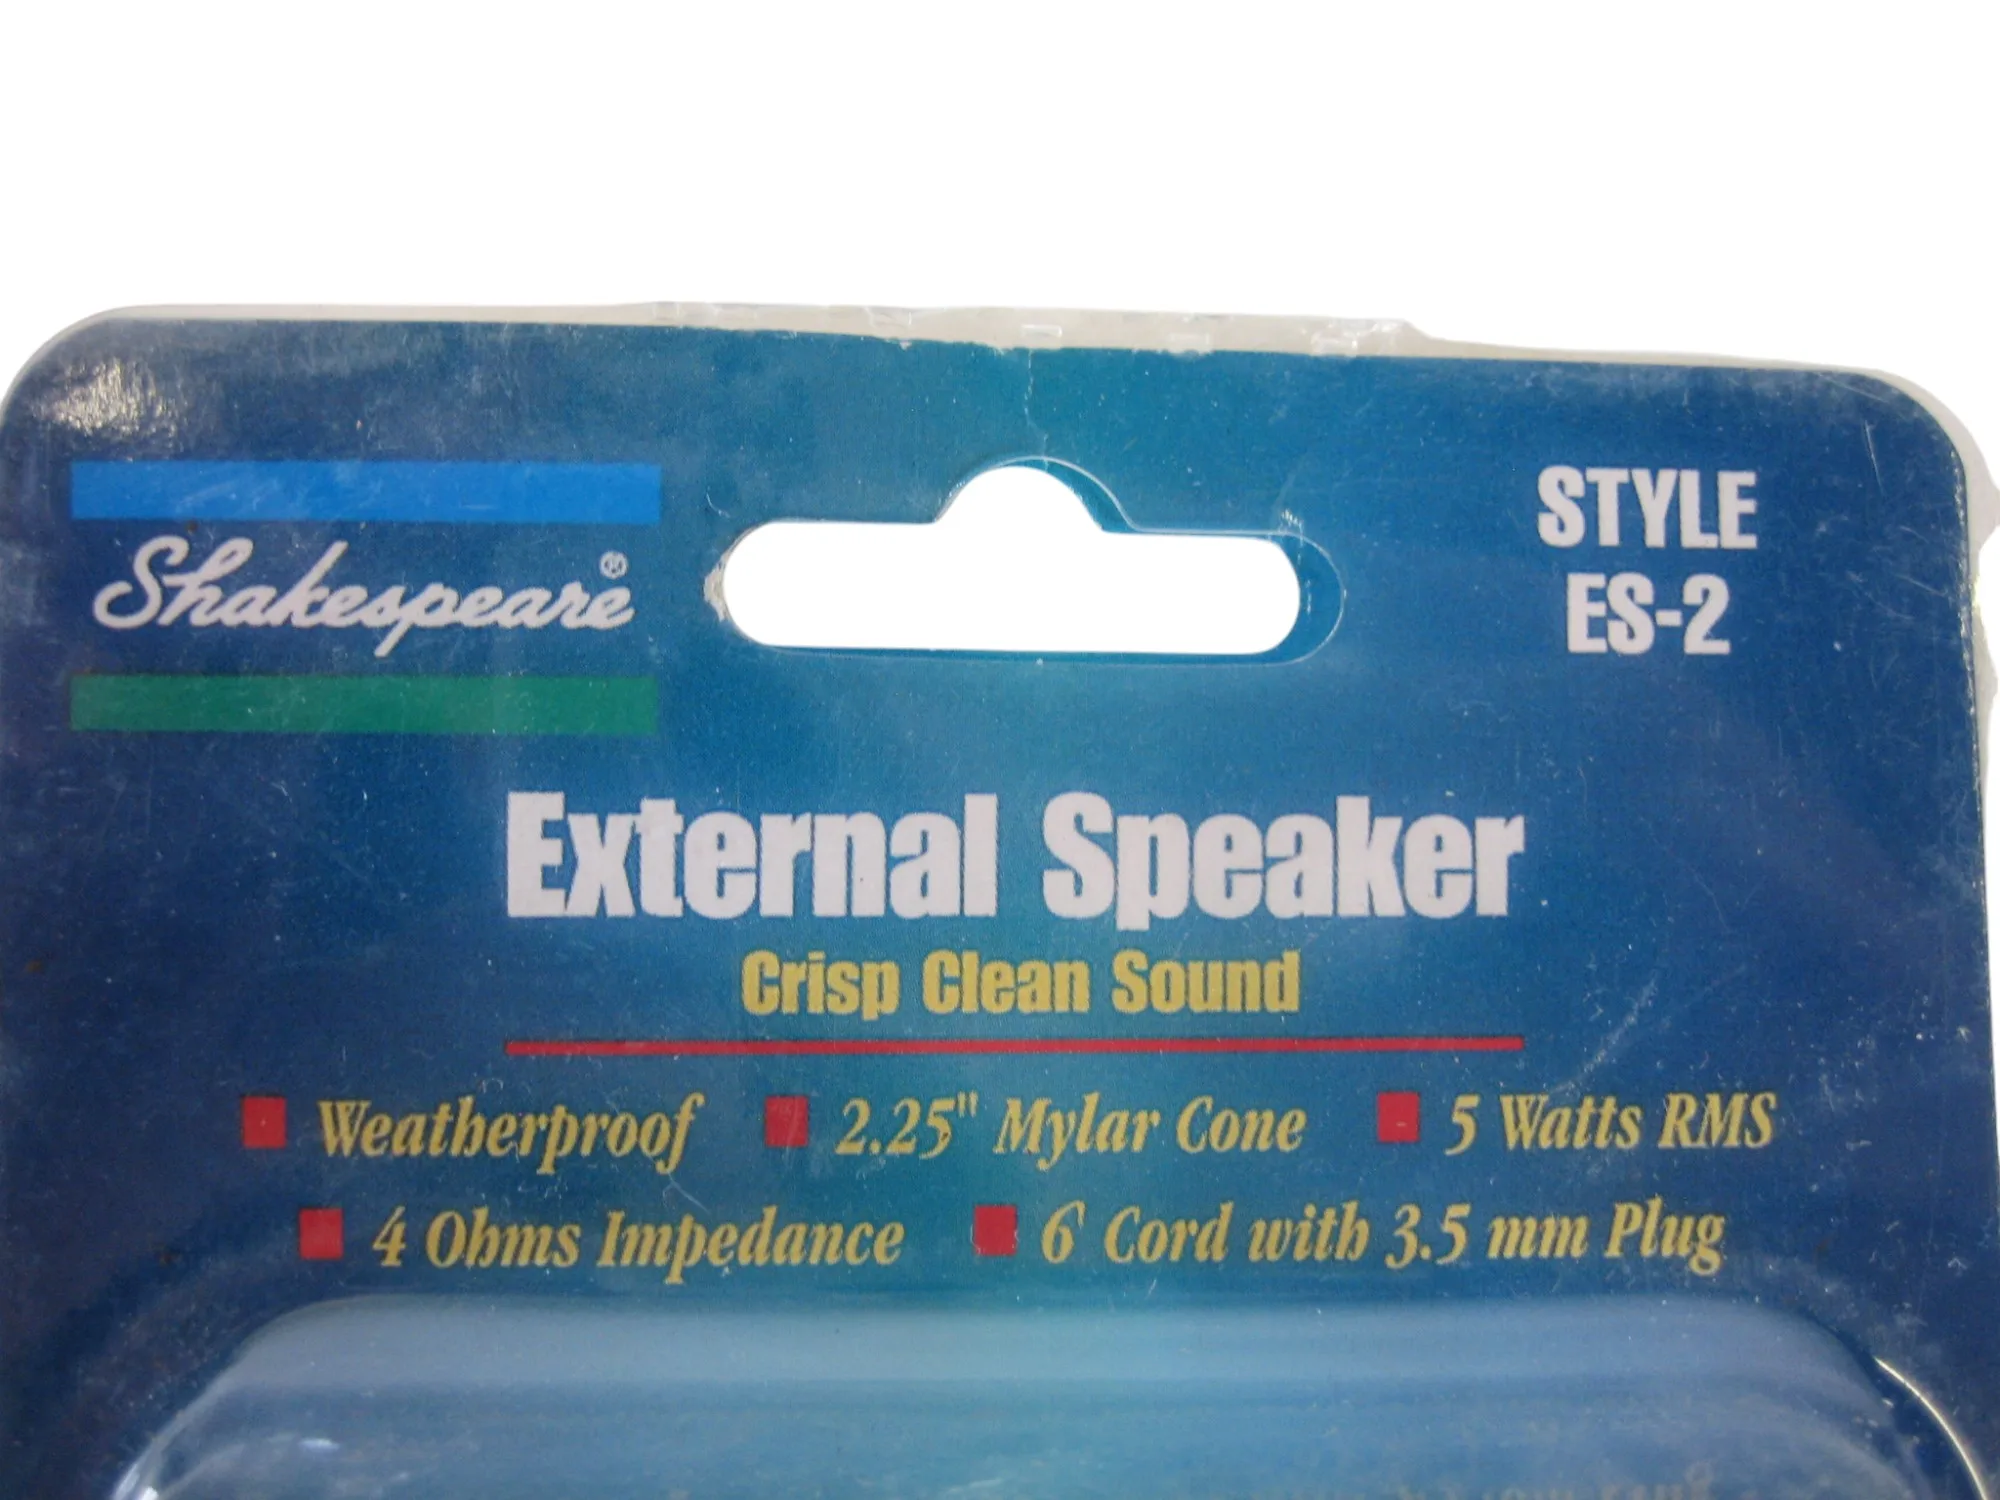 Shakespeare®
STYLE
ES-2
External Speaker
Crisp Clean Sound
Weatherproof 2.25" Mylar Cone 5 Watts RMS
4 Ohms Impedance 6' Cord with 3.5 mm Plug